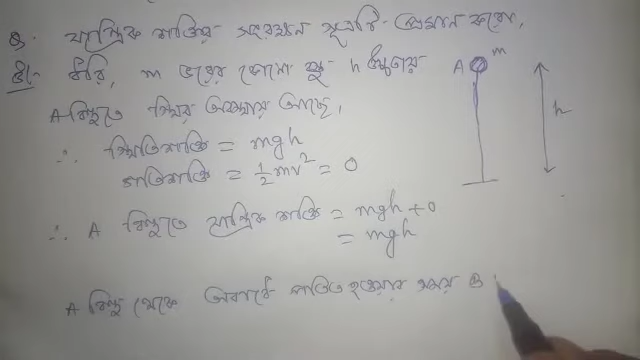 Q. যান্ত্রিক শক্তির সংরক্ষণ সূত্রটি প্রমাণ করো,
উঃ- ধরি, m ভরের কোনো বস্তু h উচ্চতায়
A বিন্দুতে স্থির অবস্থায় আছে,
∴ স্থিতিশক্তি = mgh
গতিশক্তি = ½mv² = 0
∴ A বিন্দুতে যান্ত্রিক শক্তি = mgh + 0
= mgh
A বিন্দু থেকে অবাধে পতিত হওয়ার সময়
A
m
h